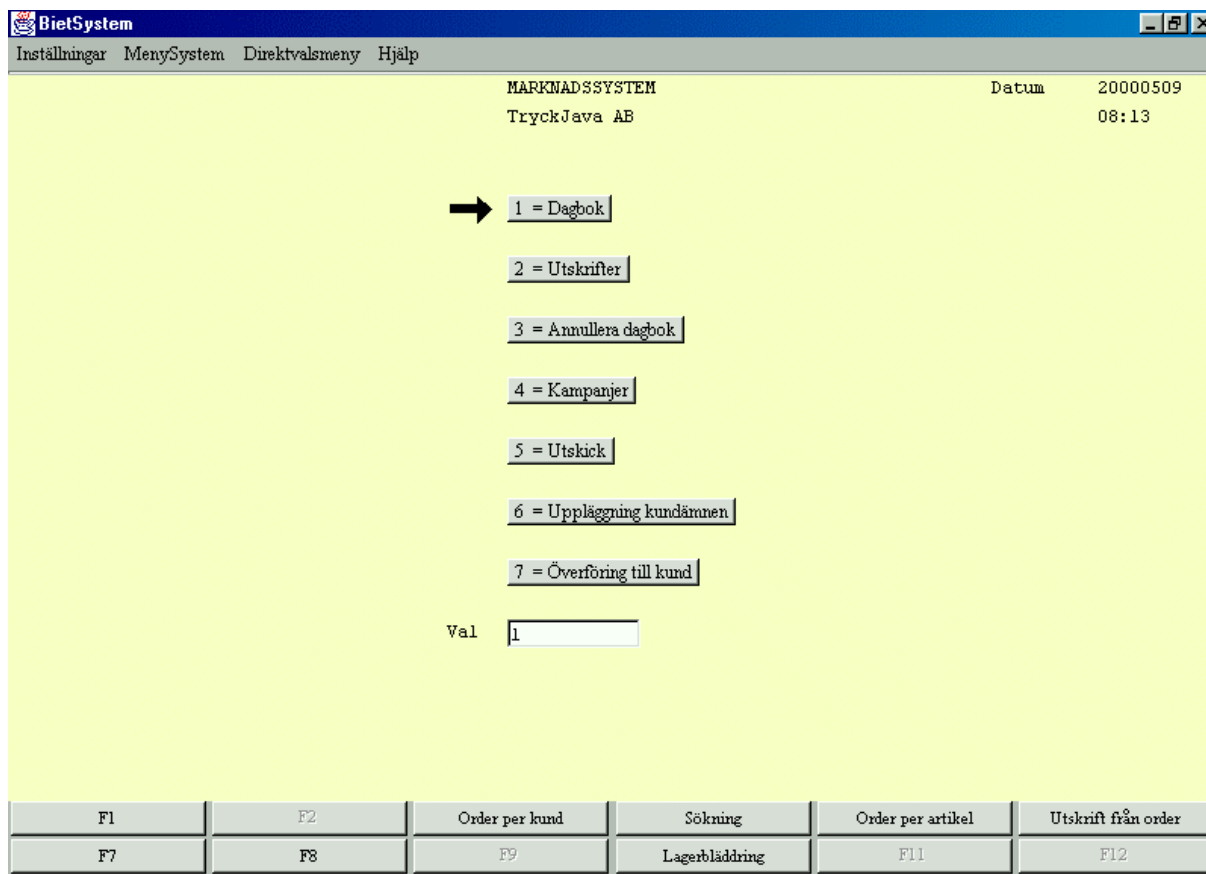 BietSystem
Inställningar MenySystem Direktvalsmeny Hjälp
MARKNADSSYSTEM Datum 20000509
TryckJava AB 08:13
1 = Dagbok
2 = Utskrifter
3 = Annullera dagbok
4 = Kampanjer
5 = Utskick
6 = Uppläggning kundämnen
7 = Överföring till kund
Val 1
F1 F2 Order per kund Sökning Order per artikel Utskrift från order
F7 F8 F9 Lagerbläddring F11 F12